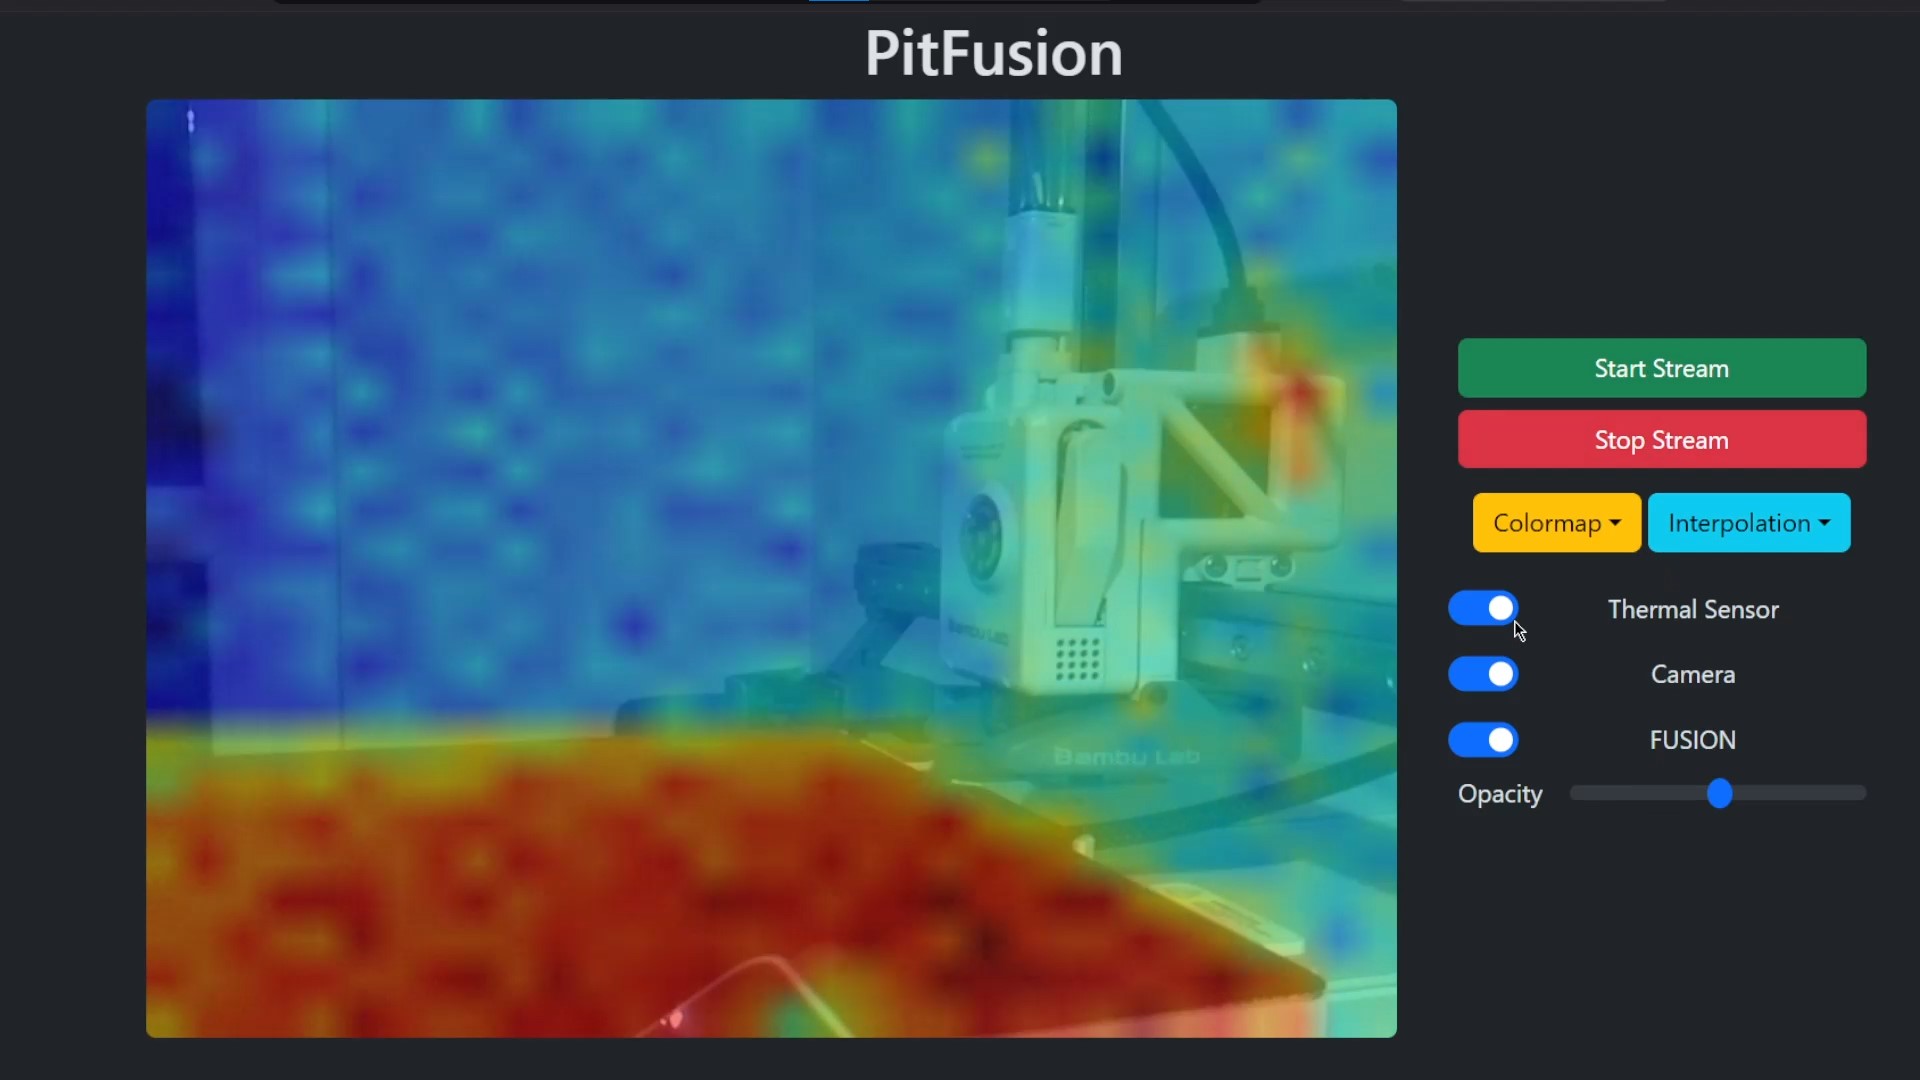 PitFusion
Bambu Lab
Bambu Lab
Start Stream
Stop Stream
Colormap
Interpolation
Thermal Sensor
Camera
FUSION
Opacity